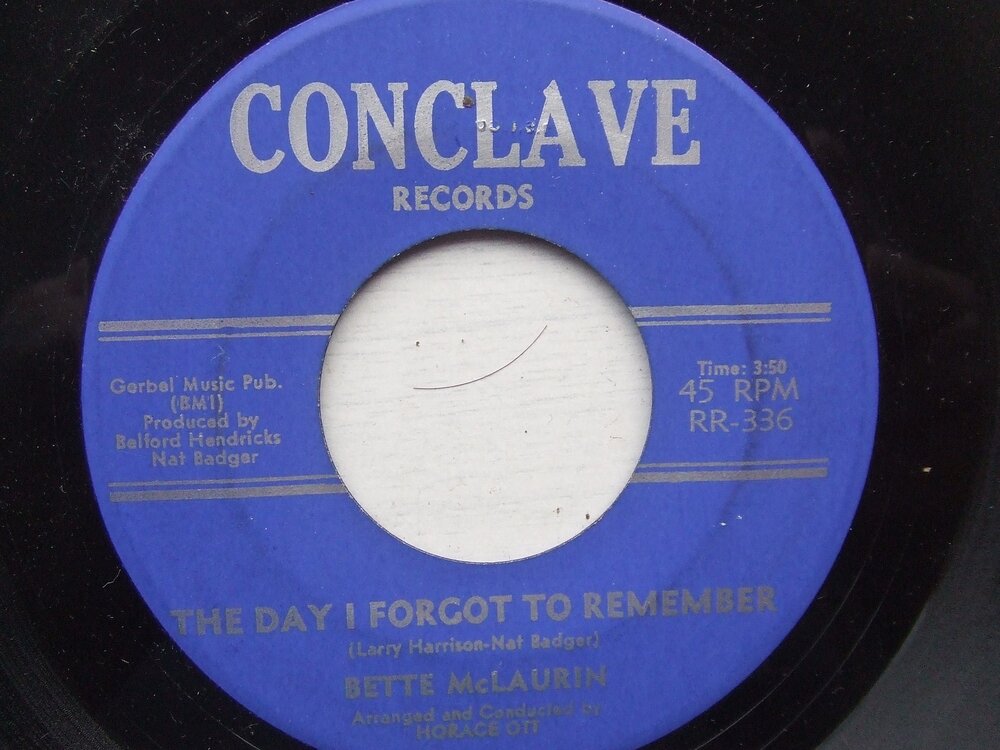 CONCLAVE
RECORDS
Gerbel Music Pub.
(BMI)
Produced by
Belford Hendricks
Nat Badger
Time: 3:50
45 RPM
RR-336
THE DAY I FORGOT TO REMEMBER
(Larry Harrison-Nat Badger)
BETTE McLAURIN
Arranged and Conducted by
HORACE OTT